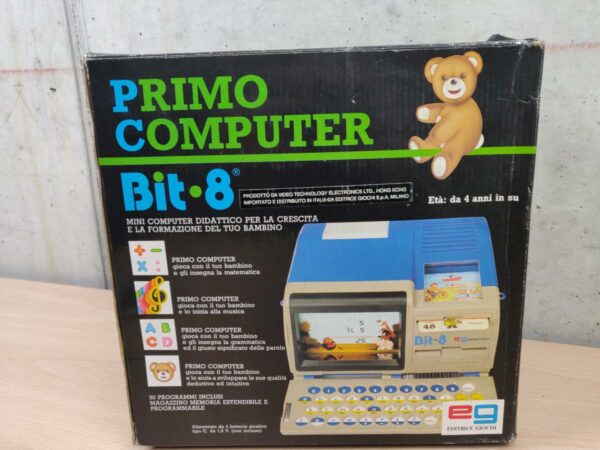 PRIMO
COMPUTER
Bit•8®
PRODOTTO DA VIDEO TECHNOLOGY ELECTRONICS LTD., HONG KONG
IMPORTATO E DISTRIBUITO IN ITALIA DA EDITRICE GIOCHI S.p.A. MILANO
Età: da 4 anni in su
MINI COMPUTER DIDATTICO PER LA CRESCITA
E LA FORMAZIONE DEL TUO BAMBINO
PRIMO COMPUTER
gioca con il tuo bambino
e gli insegna la matematica
PRIMO COMPUTER
gioca con il tuo bambino
e lo inizia alla musica
A B
C D
PRIMO COMPUTER
gioca con il tuo bambino
e gli insegna la grammatica
ed il giusto significato delle parole
PRIMO COMPUTER
gioca con il tuo bambino
e lo aiuta a sviluppare le sue qualità
deduttive ed intuitive
50 PROGRAMMI INCLUSI
MAGAZZINO MEMORIA ESTENDIBILE E
PROGRAMMABILE
Alimentato da 4 batterie alcaline
tipo C. da 1,5 V. (non incluse).
5
25
48
Bit•8
eg
EDITRICE GIOCHI